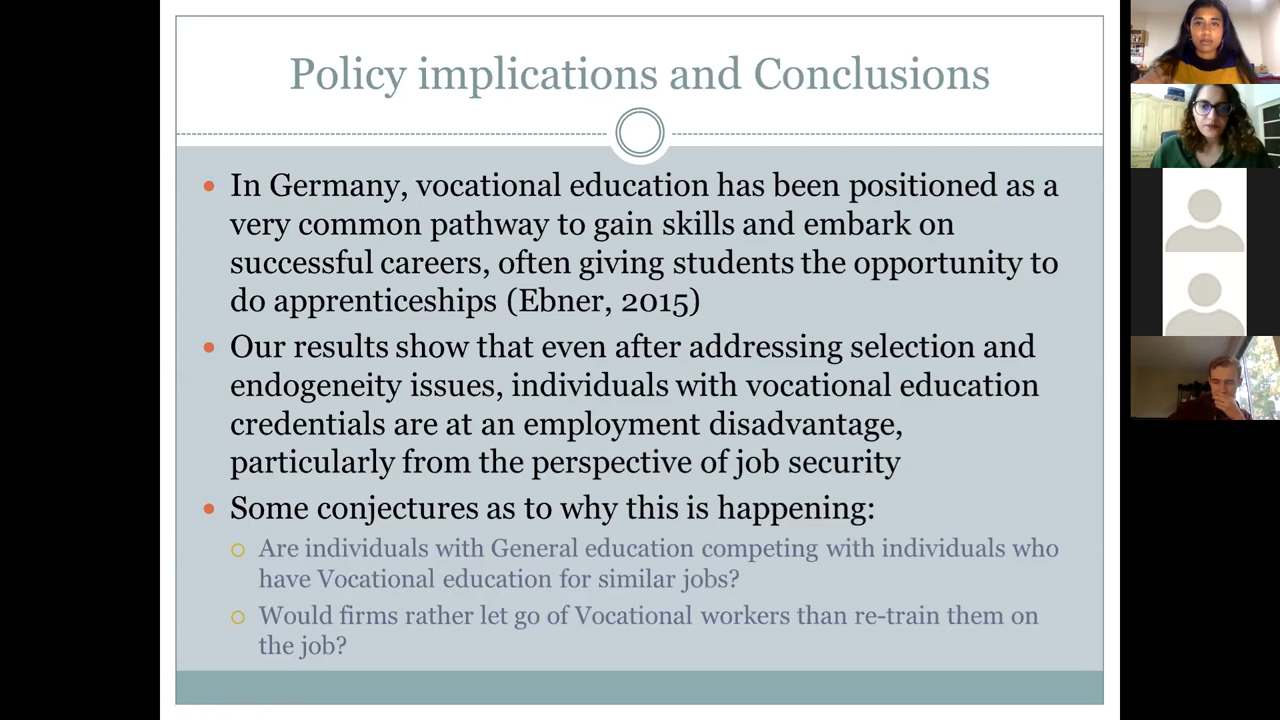 Policy implications and Conclusions
In Germany, vocational education has been positioned as a
very common pathway to gain skills and embark on
successful careers, often giving students the opportunity to
do apprenticeships (Ebner, 2015)
Our results show that even after addressing selection and
endogeneity issues, individuals with vocational education
credentials are at an employment disadvantage,
particularly from the perspective of job security
Some conjectures as to why this is happening:
Are individuals with General education competing with individuals who
have Vocational education for similar jobs?
Would firms rather let go of Vocational workers than re-train them on
the job?